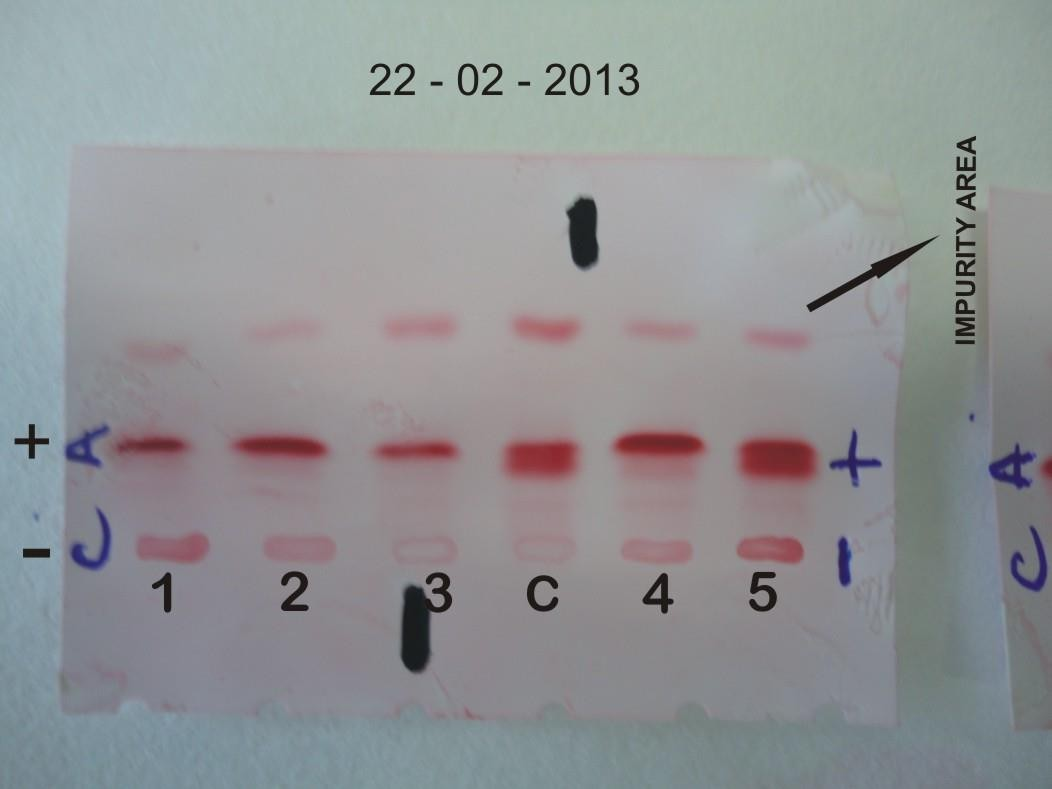 22 - 02 - 2013
IMPURITY AREA
+ A +
- C -
1 2 3 C 4 5
A
C